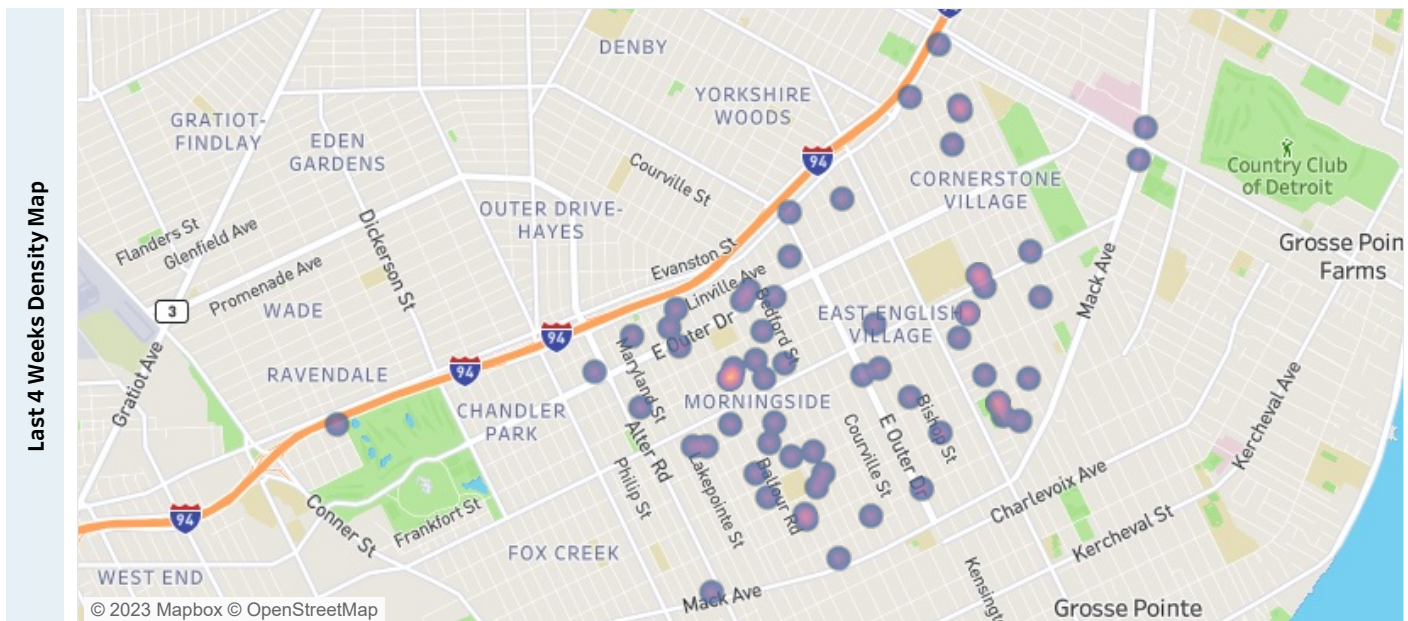 Last 4 Weeks Density Map
DENBY
YORKSHIRE
WOODS
GRATIOT-
FINDLAY
EDEN
GARDENS
94
Courville St
Country Club
of Detroit
CORNERSTONE
VILLAGE
OUTER DRIVE-
HAYES
Dickerson St
Flanders St
Glenfield Ave
Evanston St
Grosse Poin
Farms
Promenade Ave
Linville Ave
Mack Ave
3
WADE
Bedford St
E Outer Dr
EAST ENGLISH
VILLAGE
94
94
Maryland St
Gratiot Ave
RAVENDALE
MORNINGSIDE
CHANDLER
PARK
Bishop St
Kercheval Ave
Alter Rd
Courville St
E Outer Dr
Philip St
Lakepointe St
Balfour Rd
Charlevoix Ave
94
Conner St
Frankfort St
Kercheval St
FOX CREEK
WEST END
Mack Ave
Kensingt
Grosse Pointe
© 2023 Mapbox © OpenStreetMap